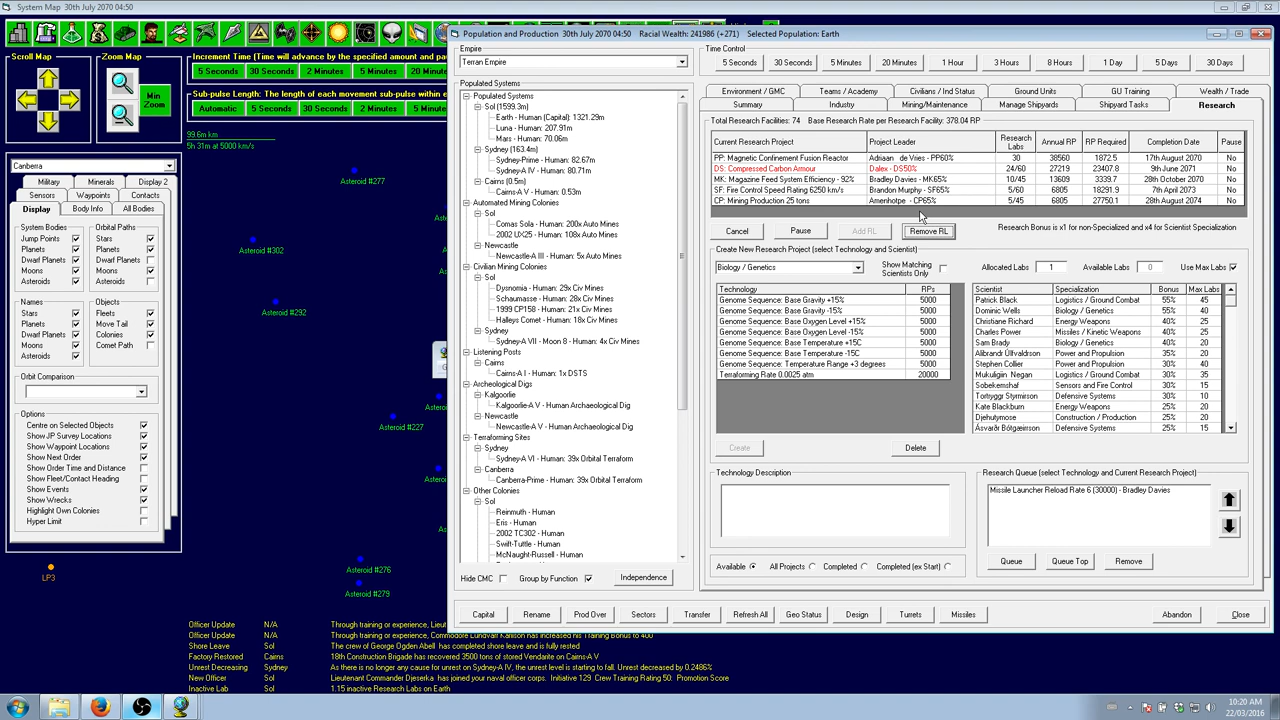 System Map   30th July 2070 04:50
Scroll Map
Zoom Map
Min
Zoom
Increment Time (Time will advance by the specified amount and pau
5 Seconds
30 Seconds
2 Minutes
5 Minutes
20 Minutes
Sub-pulse Length: The length of each movement sub-pulse within e
Automatic
5 Seconds
30 Seconds
2 Minutes
5 Minut
99.6m km
5h 31m at 5000 km/s
Asteroid #277
Asteroid #302
Asteroid #292
Asteroid #227
Asteroid #276
Asteroid #279
LP3
Canberra
Military
Minerals
Display 2
Sensors
Waypoints
Contacts
Display
Body Info
All Bodies
System Bodies
Jump Points
Planets
Dwarf Planets
Moons
Asteroids
Orbital Paths
Stars
Planets
Dwarf Planets
Moons
Asteroids
Names
Stars
Planets
Dwarf Planets
Moons
Asteroids
Objects
Fleets
Move Tail
Colonies
Comet Path
Orbit Comparison
Options
Centre on Selected Objects
Show JP Survey Locations
Show Waypoint Locations
Show Next Order
Show Order Time and Distance
Show Fleet/Contact Heading
Show Events
Show Wrecks
Highlight Own Colonies
Hyper Limit
Officer Update   N/A   Through training or experience, Lieut
Officer Update   N/A   Through training or experience, Commodore Lundvarr Karlson has increased his Training Bonus to 400
Shore Leave   Sol   The crew of George Ogden Abell  has completed shore leave and is fully rested
Factory Restored   Cairns   18th Construction Brigade has recovered 3500 tons of stored Vendarite on Cairns-A V
Unrest Decreasing   Sydney   As there is no longer any cause for unrest on Sydney-A IV, the unrest level is starting to fall. Unrest decreased by 0.2486%
New Officer   Sol   Lieutenant Commander Djeserka  has joined your naval officer corps.  Initiative 129  Crew Training Rating 50  Promotion Score
Inactive Lab   Sol   1.15 inactive Research Labs on Earth
Population and Production  30th July 2070 04:50   Racial Wealth: 241986 (+271)   Selected Population: Earth
Empire
Terran Empire
Time Control
5 Seconds
30 Seconds
5 Minutes
20 Minutes
1 Hour
3 Hours
8 Hours
1 Day
5 Days
30 Days
Populated Systems
Populated Systems
Sol (1599.3m)
Earth - Human (Capital): 1321.29m
Luna - Human: 207.91m
Mars - Human: 70.06m
Sydney (163.4m)
Sydney-Prime - Human: 82.67m
Sydney-A IV - Human: 80.71m
Cairns (0.5m)
Cairns-A V - Human: 0.53m
Automated Mining Colonies
Sol
Comas Sola - Human: 200x Auto Mines
2002 UX25 - Human: 108x Auto Mines
Newcastle
Newcastle-A III - Human: 5x Auto Mines
Civilian Mining Colonies
Sol
Dysnomia - Human: 29x Civ Mines
Schaumasse - Human: 28x Civ Mines
1999 CP158 - Human: 21x Civ Mines
Halleys Comet - Human: 18x Civ Mines
Sydney
Sydney-A VII - Moon 8 - Human: 4x Civ Mines
Listening Posts
Cairns
Cairns-A I - Human: 1x DSTS
Archeological Digs
Kalgoorlie
Kalgoorlie-A V - Human Archaeological Dig
Newcastle
Newcastle-A V - Human Archaeological Dig
Terraforming Sites
Sydney
Sydney-A VI - Human: 39x Orbital Terraform
Canberra
Canberra-Prime - Human: 39x Orbital Terraform
Other Colonies
Sol
Reinmuth - Human
Eris - Human
2002 TC302 - Human
Swift-Tuttle - Human
McNaught-Russell - Human
Hide CMC
Group by Function
Independence
Environment / GMC
Teams / Academy
Civilians / Ind Status
Ground Units
GU Training
Wealth / Trade
Summary
Industry
Mining/Maintenance
Manage Shipyards
Shipyard Tasks
Research
Total Research Facilities: 74   Base Research Rate per Research Facility: 378.04 RP
Current Research Project   Project Leader   Research Labs   Annual RP   RP Required   Completion Date   Pause
PP: Magnetic Confinement Fusion Reactor   Adriaan  de Vries - PP60%   30   38560   1872.5   17th August 2070   No
DS: Compressed Carbon Armour   Dalex - DS50%   24/60   27219   23407.8   9th June 2071   No
MK: Magazine Feed System Efficiency - 92%   Bradley Davies - MK65%   10/45   13609   3339.7   28th October 2070   No
SF: Fire Control Speed Rating 6250 km/s   Brandon Murphy - SF65%   5/60   6805   18291.9   7th April 2073   No
CP: Mining Production 25 tons   Amenhotpe  - CP65%   5/45   6805   27750.1   28th August 2074   No
Cancel
Pause
Add RL
Remove RL
Research Bonus is x1 for non-Specialized and x4 for Scientist Specialization
Create New Research Project (select Technology and Scientist)
Biology / Genetics
Show Matching
Scientists Only
Allocated Labs   1
Available Labs   0
Max Labs
Technology   RPs
Genome Sequence: Base Gravity +15%   5000
Genome Sequence: Base Gravity -15%   5000
Genome Sequence: Base Oxygen Level +15%   5000
Genome Sequence: Base Oxygen Level -15%   5000
Genome Sequence: Base Temperature +15C   5000
Genome Sequence: Base Temperature -15C   5000
Genome Sequence: Temperature Range +3 degrees   5000
Terraforming Rate 0.0025 atm   20000
Scientist   Specialization   Bonus   Max Labs
Patrick Black   Logistics / Ground Combat   55%   45
Dominic Wells   Biology / Genetics   55%   40
Christiane Richard   Energy Weapons   40%   25
Charles Power   Missiles / Kinetic Weapons   40%   25
Sam Brady   Biology / Genetics   40%   20
Alibrandr Úlfvaldrson   Power and Propulsion   35%   20
Stephen Collier   Power and Propulsion   30%   40
Mukuligin  Negan   Logistics / Ground Combat   30%   35
Sobekemshaf   Sensors and Fire Control   30%   15
Tortryggr Styrmirson   Defensive Systems   30%   10
Kate Blackburn   Energy Weapons   25%   20
Djehutymose   Construction / Production   25%   20
Ásvarðr Bótgæirrson   Defensive Systems   25%   15
Create
Delete
Technology Description
Research Queue (select Technology and Current Research Project)
Missile Launcher Reload Rate 6 (30000) - Bradley Davies
Available
All Projects
Completed
Completed (ex Start)
Queue
Queue Top
Remove
Capital
Rename
Prod Over
Sectors
Transfer
Refresh All
Geo Status
Design
Turrets
Missiles
Abandon
Close
10:20 AM
22/03/2016